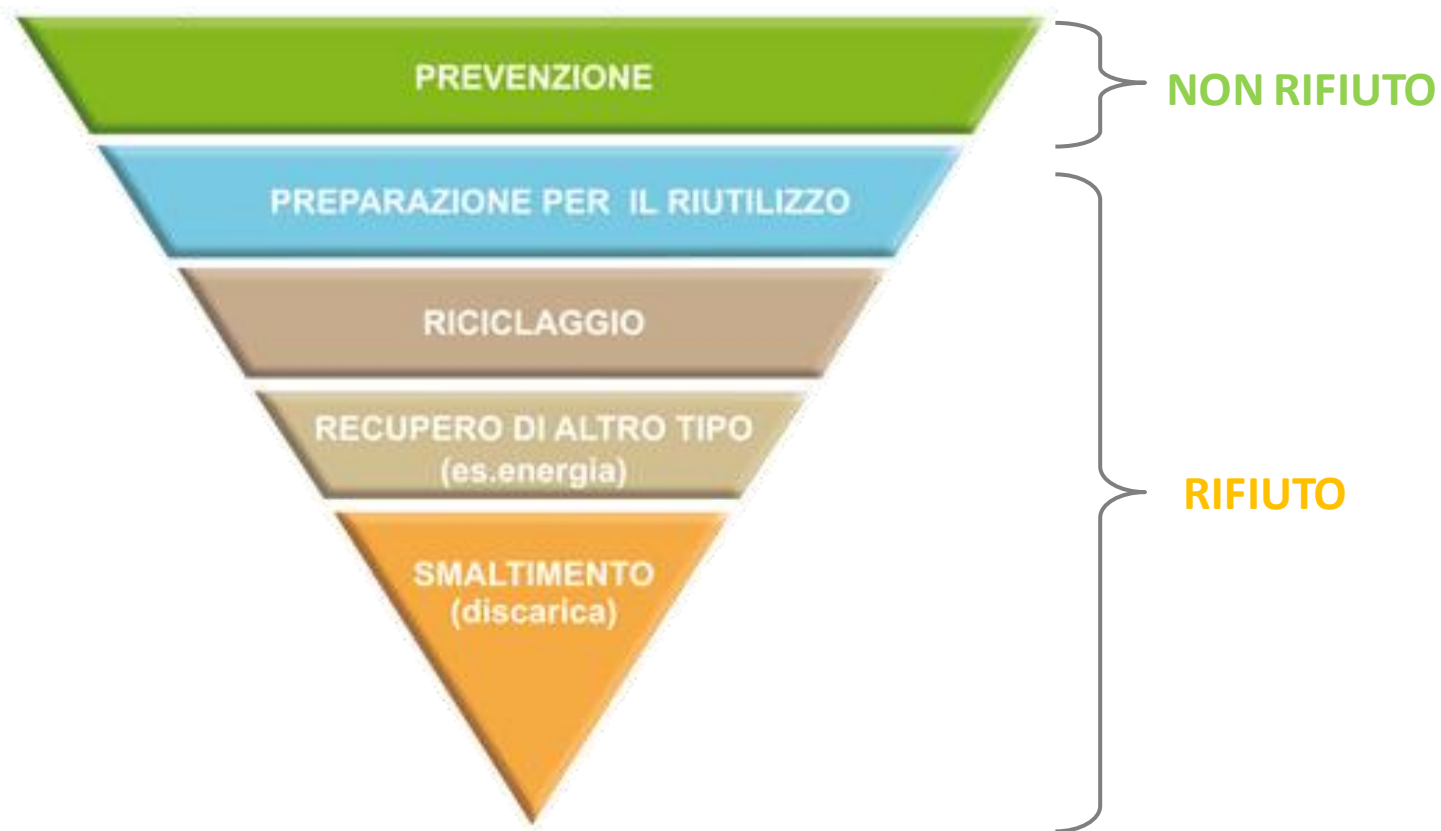 PREVENZIONE
NON RIFIUTO
PREPARAZIONE PER IL RIUTILIZZO
RICICLAGGIO
RECUPERO DI ALTRO TIPO
(es.energia)
RIFIUTO
SMALTIMENTO
(discarica)